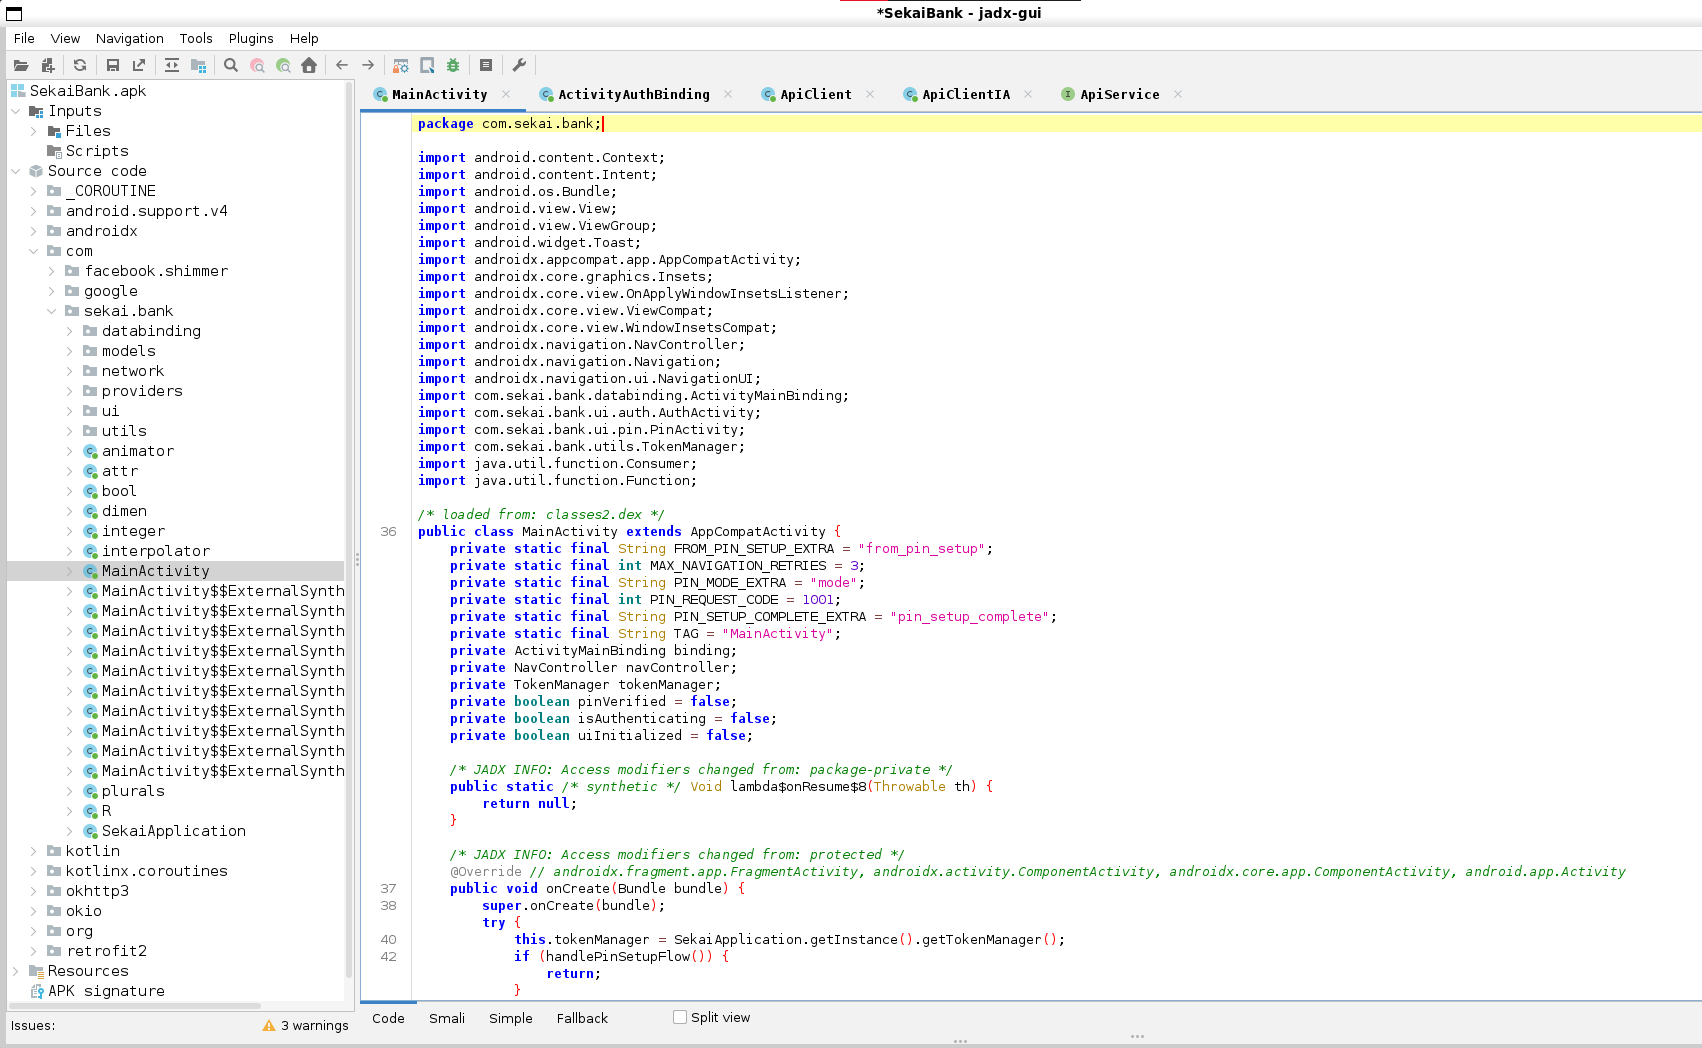 *SekaiBank - jadx-gui
File View Navigation Tools Plugins Help
SekaiBank.apk
Inputs
Files
Scripts
Source code
_COROUTINE
android.support.v4
androidx
com
facebook.shimmer
google
sekai.bank
databinding
models
network
providers
ui
utils
animator
attr
bool
dimen
integer
interpolator
MainActivity
MainActivity$$ExternalSynth
MainActivity$$ExternalSynth
MainActivity$$ExternalSynth
MainActivity$$ExternalSynth
MainActivity$$ExternalSynth
MainActivity$$ExternalSynth
MainActivity$$ExternalSynth
MainActivity$$ExternalSynth
MainActivity$$ExternalSynth
MainActivity$$ExternalSynth
plurals
R
SekaiApplication
kotlin
kotlinx.coroutines
okhttp3
okio
org
retrofit2
Resources
APK signature
Issues: 3 warnings
MainActivity ActivityAuthBinding ApiClient ApiClientIA ApiService
package com.sekai.bank;
import android.content.Context;
import android.content.Intent;
import android.os.Bundle;
import android.view.View;
import android.view.ViewGroup;
import android.widget.Toast;
import androidx.appcompat.app.AppCompatActivity;
import androidx.core.graphics.Insets;
import androidx.core.view.OnApplyWindowInsetsListener;
import androidx.core.view.ViewCompat;
import androidx.core.view.WindowInsetsCompat;
import androidx.navigation.NavController;
import androidx.navigation.Navigation;
import androidx.navigation.ui.NavigationUI;
import com.sekai.bank.databinding.ActivityMainBinding;
import com.sekai.bank.ui.auth.AuthActivity;
import com.sekai.bank.ui.pin.PinActivity;
import com.sekai.bank.utils.TokenManager;
import java.util.function.Consumer;
import java.util.function.Function;
/* loaded from: classes2.dex */
36 public class MainActivity extends AppCompatActivity {
private static final String FROM_PIN_SETUP_EXTRA = "from_pin_setup";
private static final int MAX_NAVIGATION_RETRIES = 3;
private static final String PIN_MODE_EXTRA = "mode";
private static final int PIN_REQUEST_CODE = 1001;
private static final String PIN_SETUP_COMPLETE_EXTRA = "pin_setup_complete";
private static final String TAG = "MainActivity";
private ActivityMainBinding binding;
private NavController navController;
private TokenManager tokenManager;
private boolean pinVerified = false;
private boolean isAuthenticating = false;
private boolean uiInitialized = false;
/* JADX INFO: Access modifiers changed from: package-private */
public static /* synthetic */ Void lambda$onResume$8(Throwable th) {
return null;
}
/* JADX INFO: Access modifiers changed from: protected */
@Override // androidx.fragment.app.FragmentActivity, androidx.activity.ComponentActivity, androidx.core.app.ComponentActivity, android.app.Activity
37 public void onCreate(Bundle bundle) {
38 super.onCreate(bundle);
try {
40 this.tokenManager = SekaiApplication.getInstance().getTokenManager();
42 if (handlePinSetupFlow()) {
return;
}
Code Smali Simple Fallback Split view